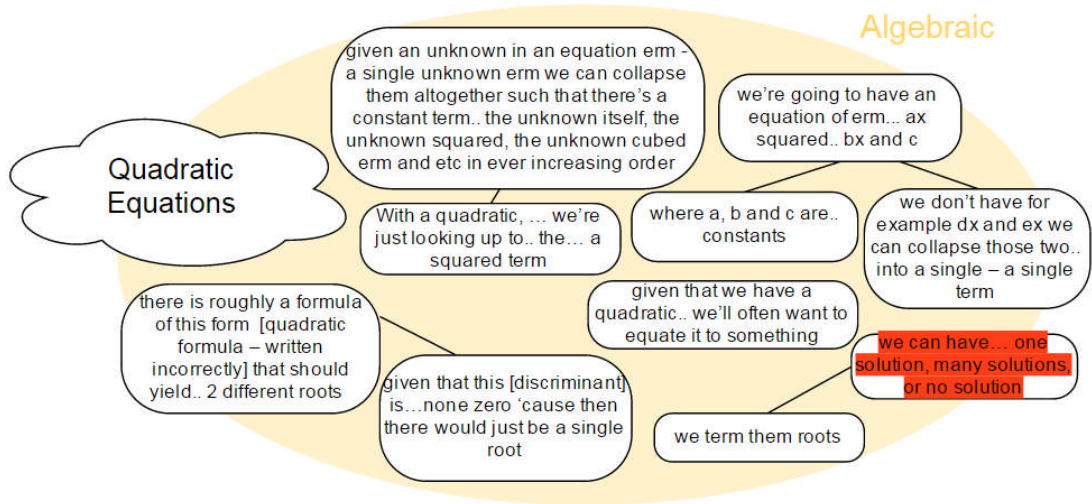 Algebraic
Quadratic
Equations
given an unknown in an equation erm -
a single unknown erm we can collapse
them altogether such that there's a
constant term.. the unknown itself, the
unknown squared, the unknown cubed
erm and etc in ever increasing order
we're going to have an
equation of erm... ax
squared.. bx and c
With a quadratic, ... we're
just looking up to.. the... a
squared term
where a, b and c are..
constants
we don't have for
example dx and ex we
can collapse those two..
into a single – a single
term
there is roughly a formula
of this form [quadratic
formula – written
incorrectly] that should
yield.. 2 different roots
given that we have a
quadratic.. we'll often want to
equate it to something
we can have... one
solution, many solutions,
or no solution
given that this [discriminant]
is...none zero 'cause then
there would just be a single
root
we term them roots